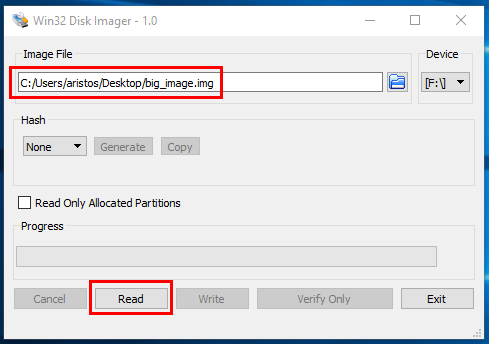 Win32 Disk Imager - 1.0
Image File
Device
C:/Users/aristos/Desktop/big_image.img
[F:\]
Hash
None
Generate
Copy
Read Only Allocated Partitions
Progress
Cancel
Read
Write
Verify Only
Exit